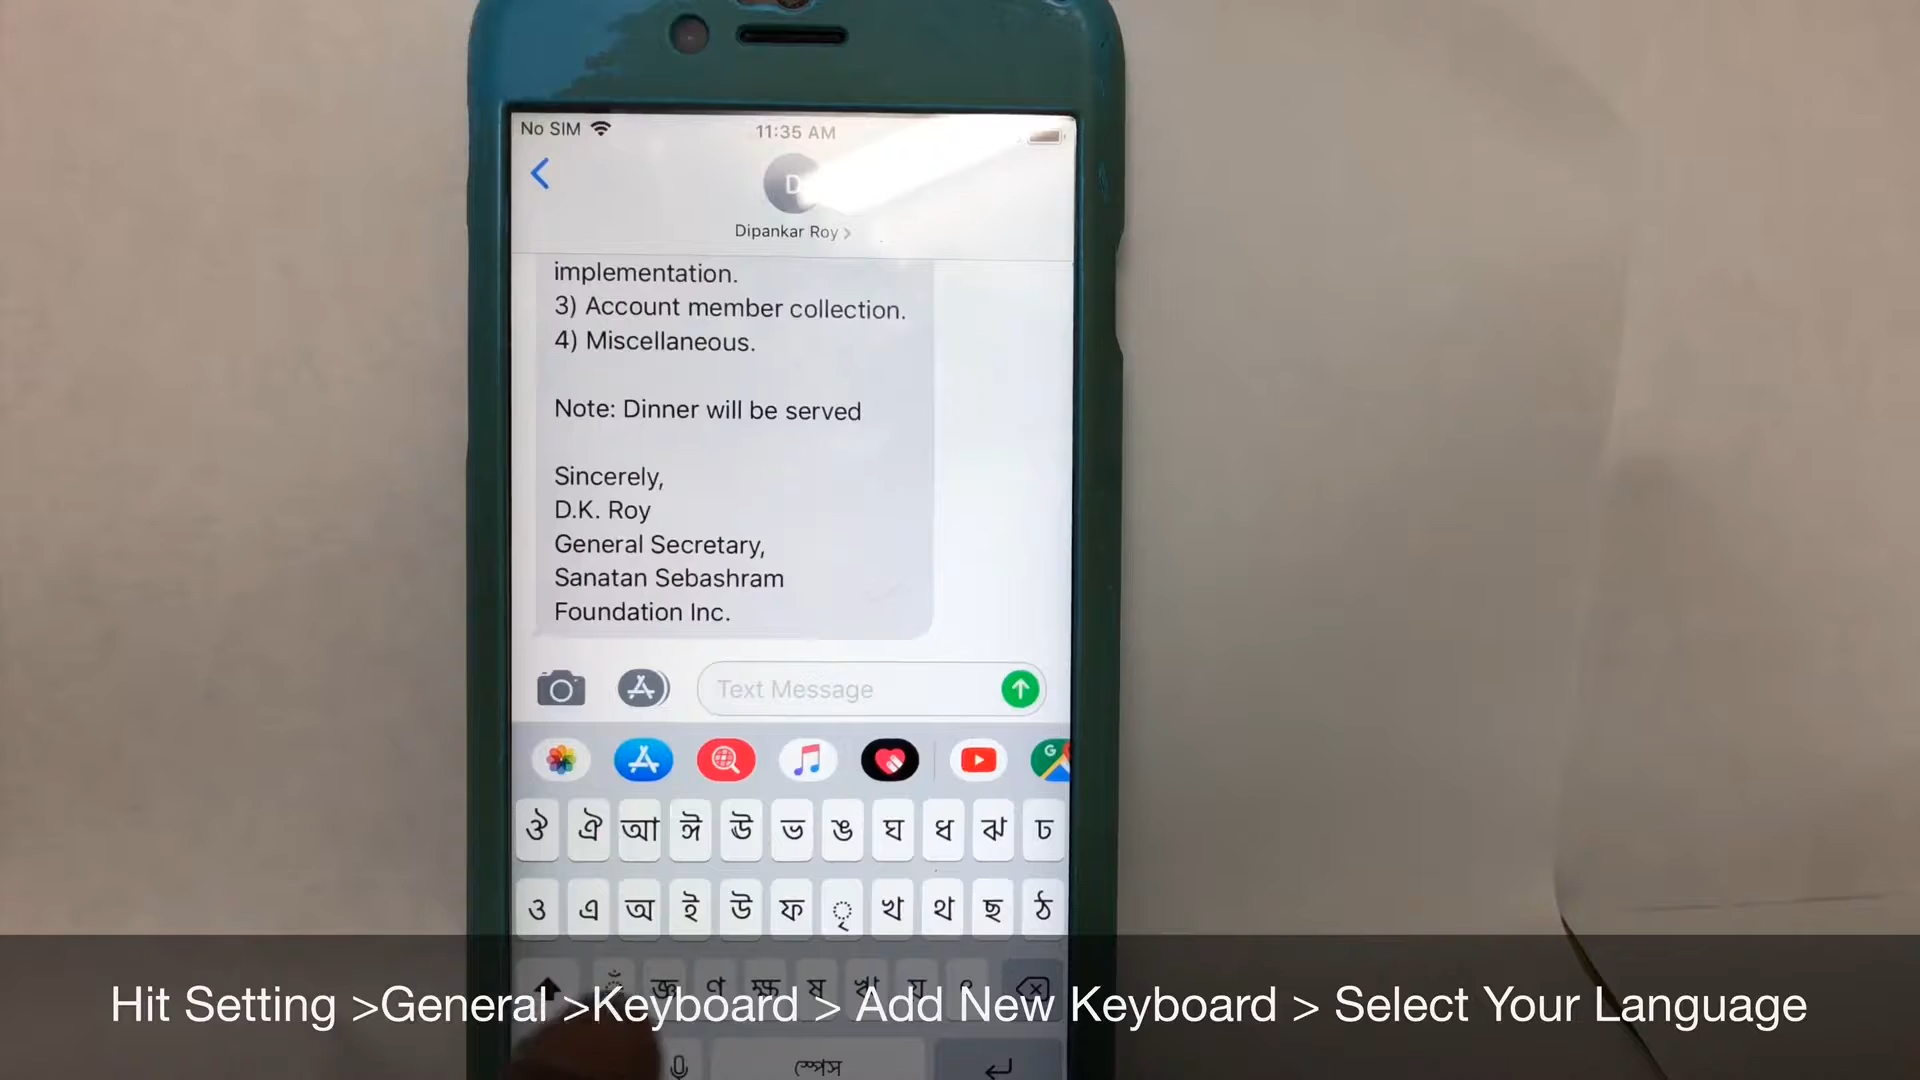 No SIM
11:35 AM
D
Dipankar Roy >
implementation.
3) Account member collection.
4) Miscellaneous.
Note: Dinner will be served
Sincerely,
D.K. Roy
General Secretary,
Sanatan Sebashram
Foundation Inc.
Text Message
ঔ ঐ আ ঈ ঊ ভ ঙ ঘ ধ ঝ ঢ
ও এ অ ই উ ফ ৃ খ থ ছ ঠ
ঁ জ্ঞ ণ ক্ষ ষ ঋ
স্পেস
Hit Setting >General >Keyboard > Add New Keyboard > Select Your Language